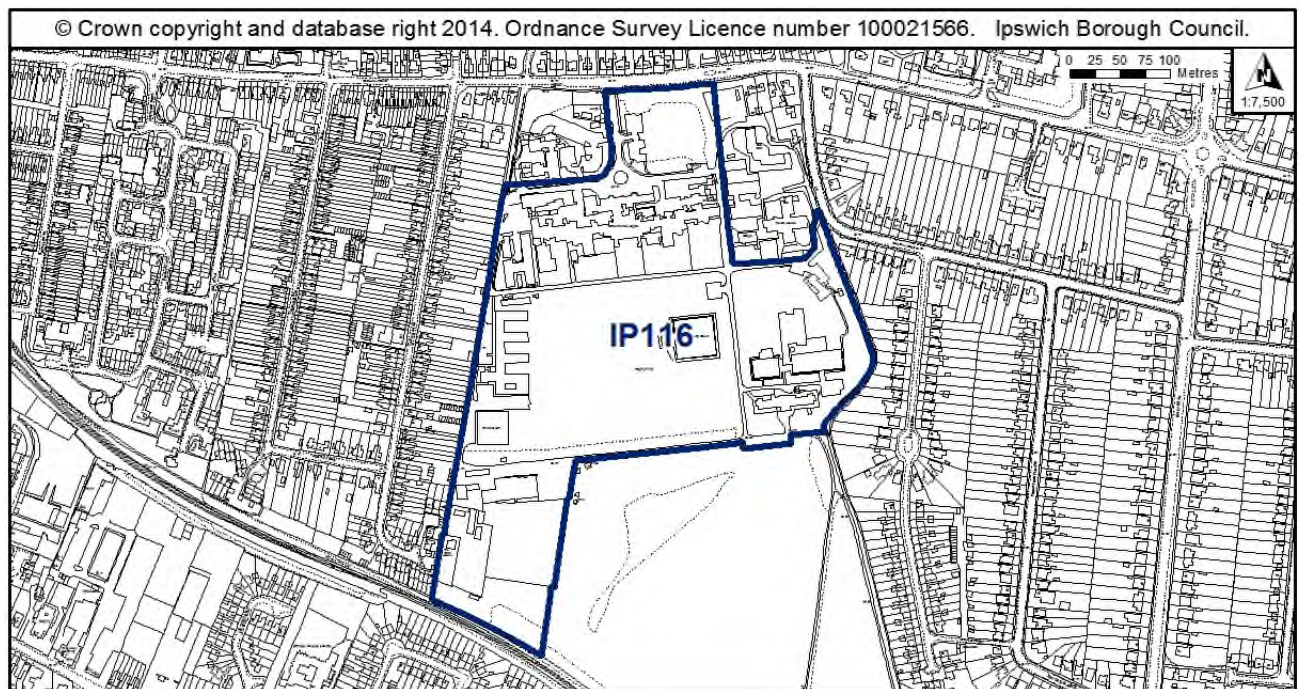 © Crown copyright and database right 2014. Ordnance Survey Licence number 100021566. Ipswich Borough Council.
0 25 50 75 100
Metres
N
1:7,500
IP116